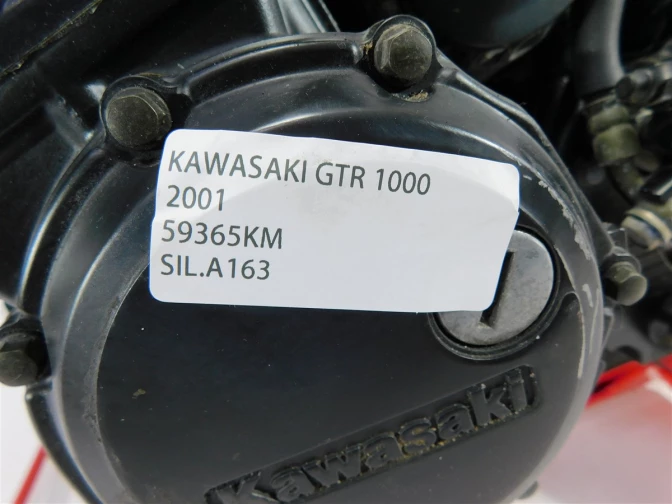 KAWASAKI GTR 1000
2001
59365KM
SIL.A163
Kawasaki